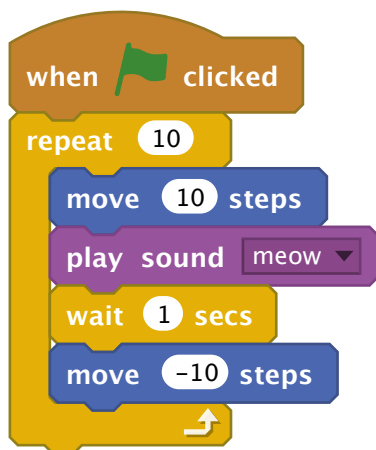 when clicked
repeat 10
move 10 steps
play sound meow
wait 1 secs
move -10 steps